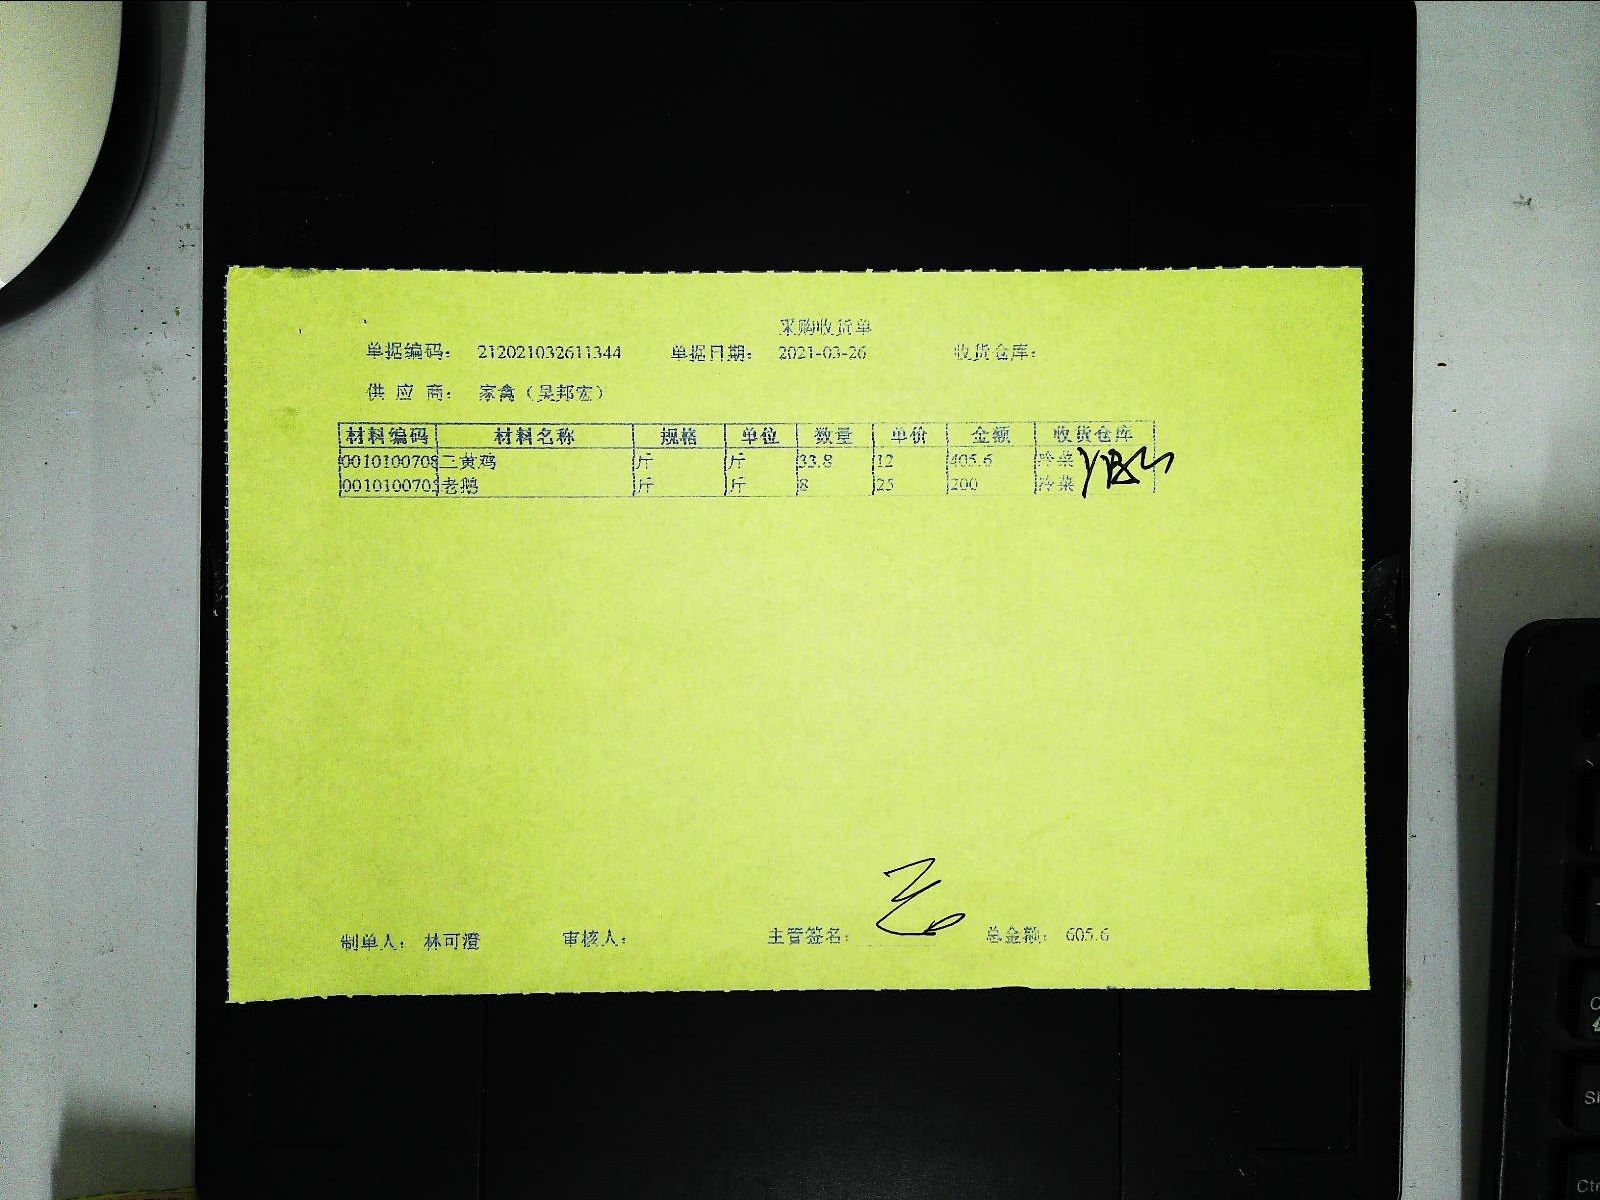 采购收货单
单据编码： 212021032611344 单据日期： 2021-03-26 收货仓库：
供 应 商： 家禽（吴邦宏）
材料编码 材料名称 规格 单位 数量 单价 金额 收货仓库
0010100708 三黄鸡 斤 斤 33.8 12 405.6 冷菜
001010070 老鹅 斤 斤 8 25 200 冷菜
制单人： 林可澄 审核人： 主管签名： 总金额： 605.6